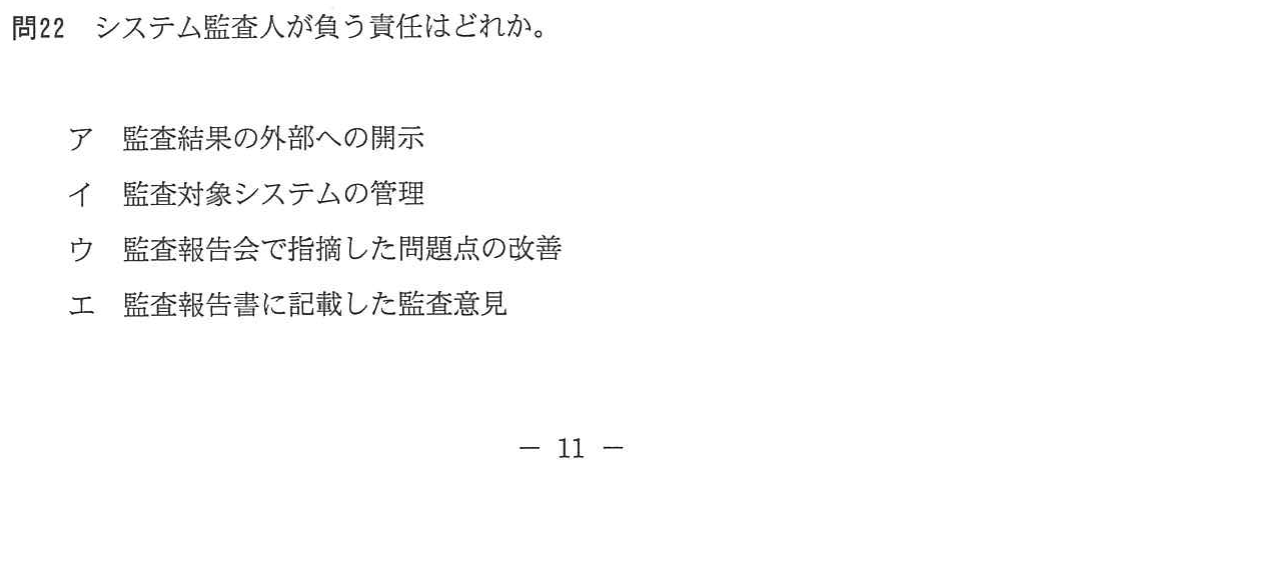 問22　システム監査人が負う責任はどれか。
ア　監査結果の外部への開示
イ　監査対象システムの管理
ウ　監査報告会で指摘した問題点の改善
エ　監査報告書に記載した監査意見
― 11 ―